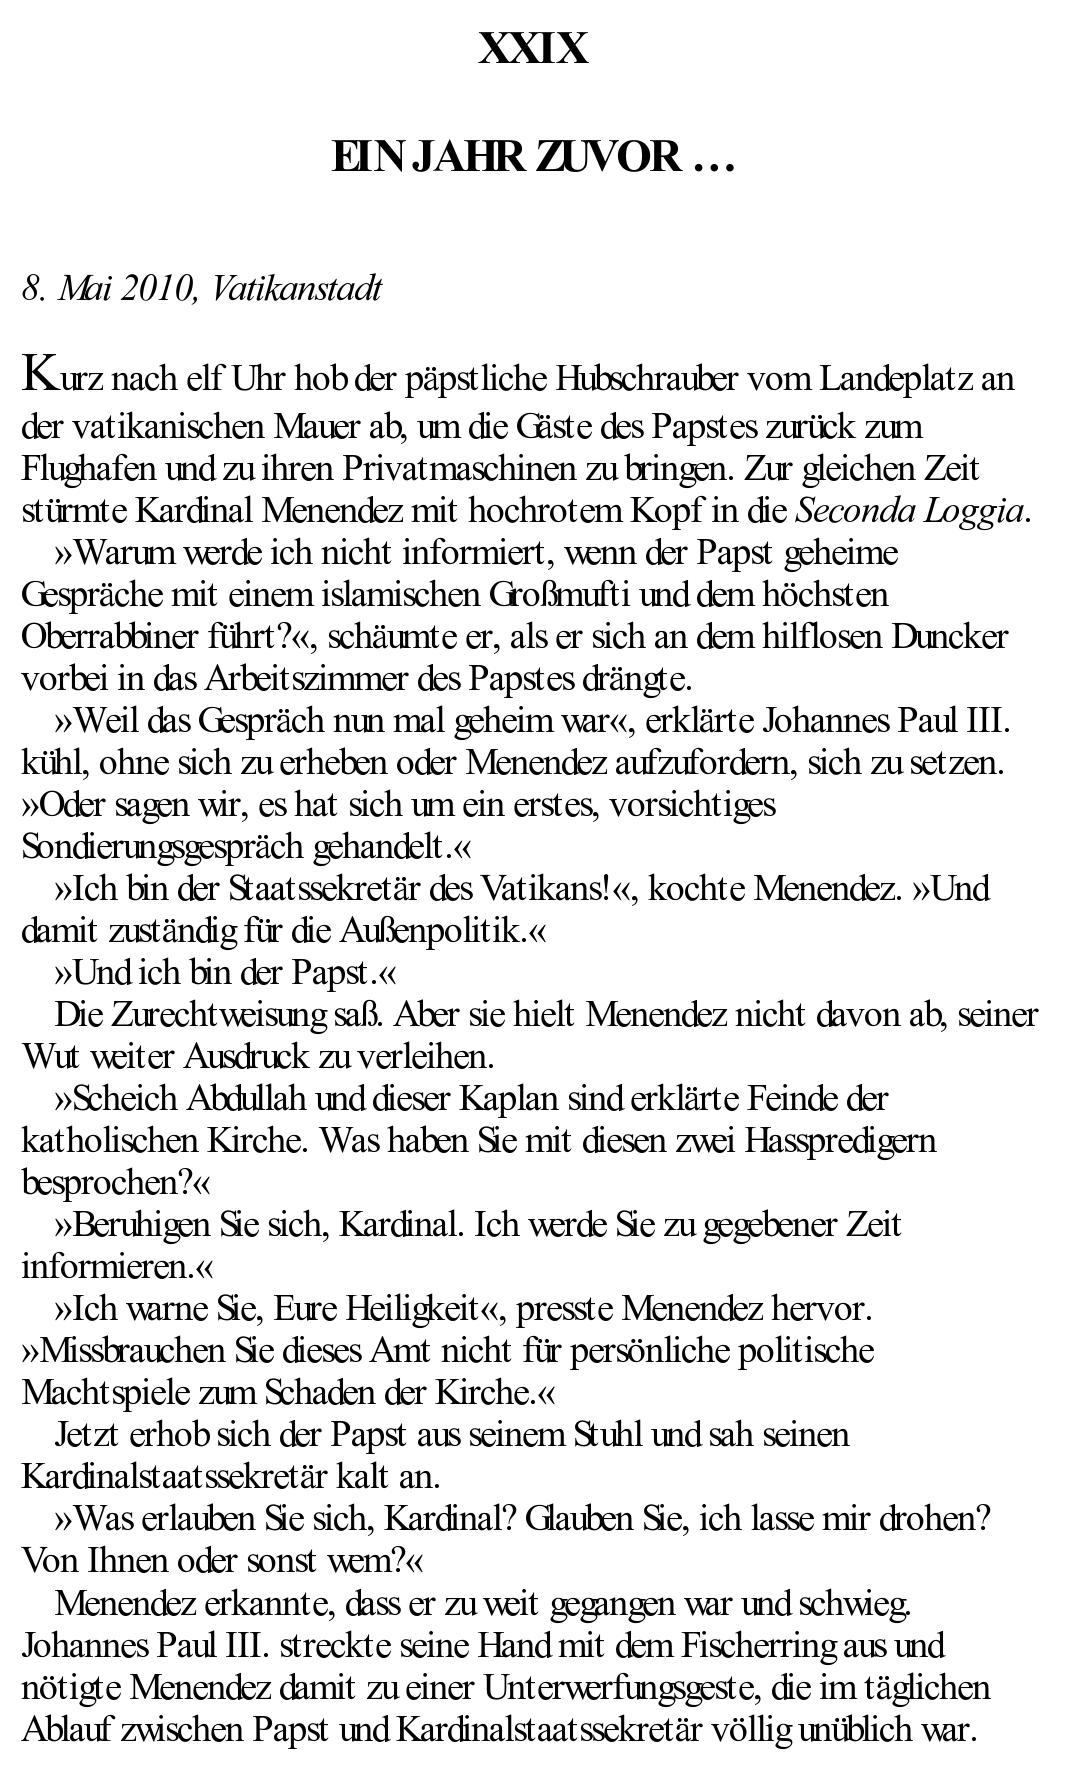 XXIX
EIN JAHR ZUVOR …
8. Mai 2010, Vatikanstadt
Kurz nach elf Uhr hob der päpstliche Hubschrauber vom Landeplatz an
der vatikanischen Mauer ab, um die Gäste des Papstes zurück zum
Flughafen und zu ihren Privatmaschinen zu bringen. Zur gleichen Zeit
stürmte Kardinal Menendez mit hochrotem Kopf in die Seconda Loggia.
»Warum werde ich nicht informiert, wenn der Papst geheime
Gespräche mit einem islamischen Großmufti und dem höchsten
Oberrabbiner führt?«, schäumte er, als er sich an dem hilflosen Duncker
vorbei in das Arbeitszimmer des Papstes drängte.
»Weil das Gespräch nun mal geheim war«, erklärte Johannes Paul III.
kühl, ohne sich zu erheben oder Menendez aufzufordern, sich zu setzen.
»Oder sagen wir, es hat sich um ein erstes, vorsichtiges
Sondierungsgespräch gehandelt.«
»Ich bin der Staatssekretär des Vatikans!«, kochte Menendez. »Und
damit zuständig für die Außenpolitik.«
»Und ich bin der Papst.«
Die Zurechtweisung saß. Aber sie hielt Menendez nicht davon ab, seiner
Wut weiter Ausdruck zu verleihen.
»Scheich Abdullah und dieser Kaplan sind erklärte Feinde der
katholischen Kirche. Was haben Sie mit diesen zwei Hasspredigern
besprochen?«
»Beruhigen Sie sich, Kardinal. Ich werde Sie zu gegebener Zeit
informieren.«
»Ich warne Sie, Eure Heiligkeit«, presste Menendez hervor.
»Missbrauchen Sie dieses Amt nicht für persönliche politische
Machtspiele zum Schaden der Kirche.«
Jetzt erhob sich der Papst aus seinem Stuhl und sah seinen
Kardinalstaatssekretär kalt an.
»Was erlauben Sie sich, Kardinal? Glauben Sie, ich lasse mir drohen?
Von Ihnen oder sonst wem?«
Menendez erkannte, dass er zu weit gegangen war und schwieg.
Johannes Paul III. streckte seine Hand mit dem Fischerring aus und
nötigte Menendez damit zu einer Unterwerfungsgeste, die im täglichen
Ablauf zwischen Papst und Kardinalstaatssekretär völlig unüblich war.